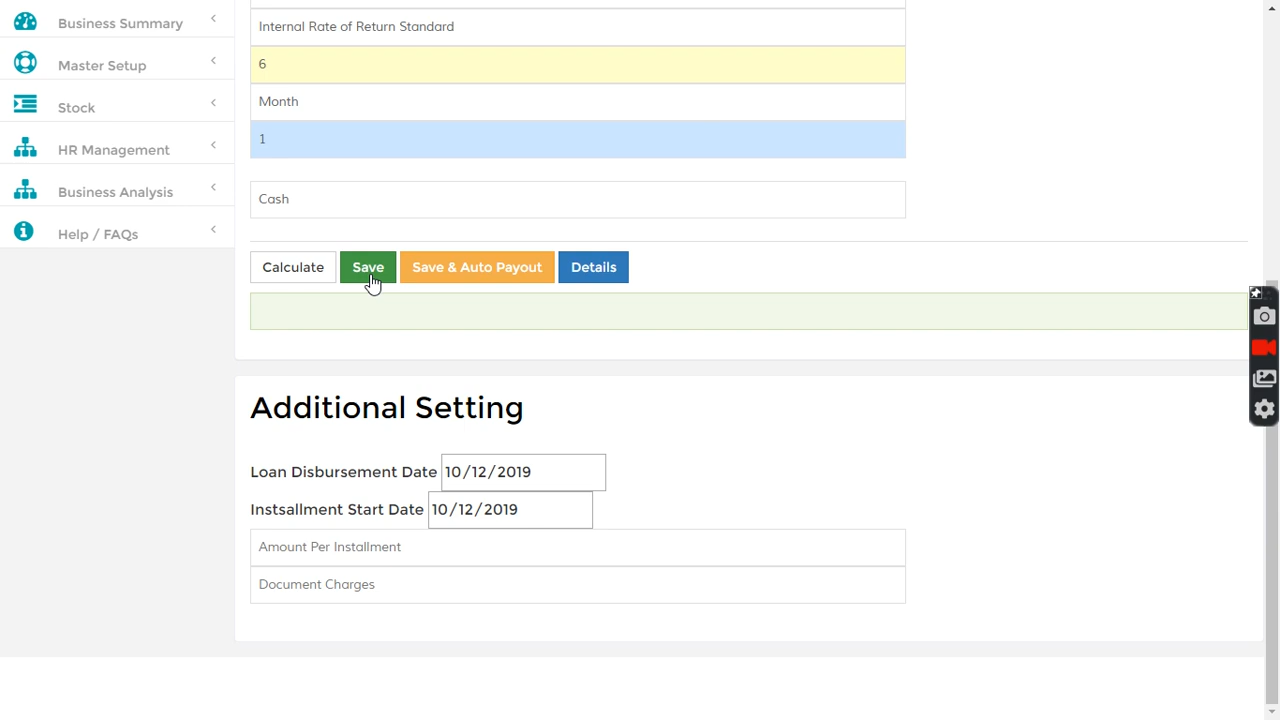 Business Summary
Master Setup
Stock
HR Management
Business Analysis
Help / FAQs
Internal Rate of Return Standard
6
Month
1
Cash
Calculate Save Save & Auto Payout Details
Additional Setting
Loan Disbursement Date 10/12/2019
Instsallment Start Date 10/12/2019
Amount Per Installment
Document Charges